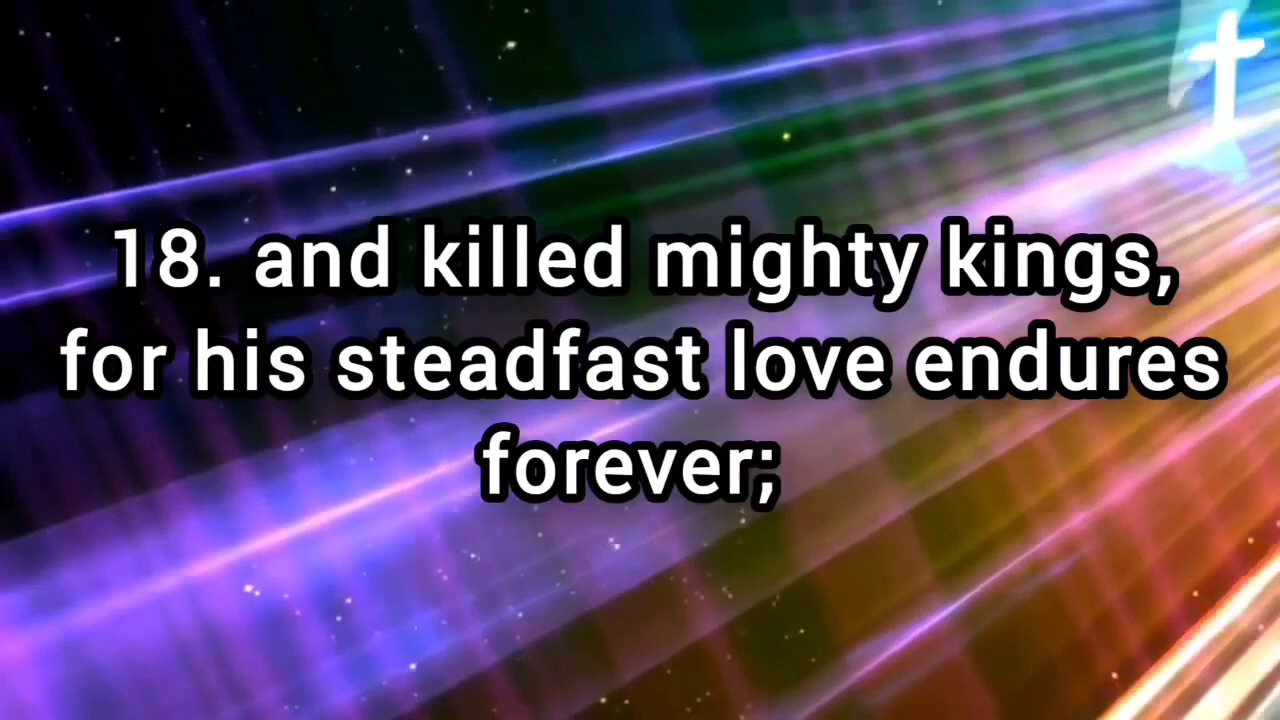 18. and killed mighty kings,
for his steadfast love endures
forever;